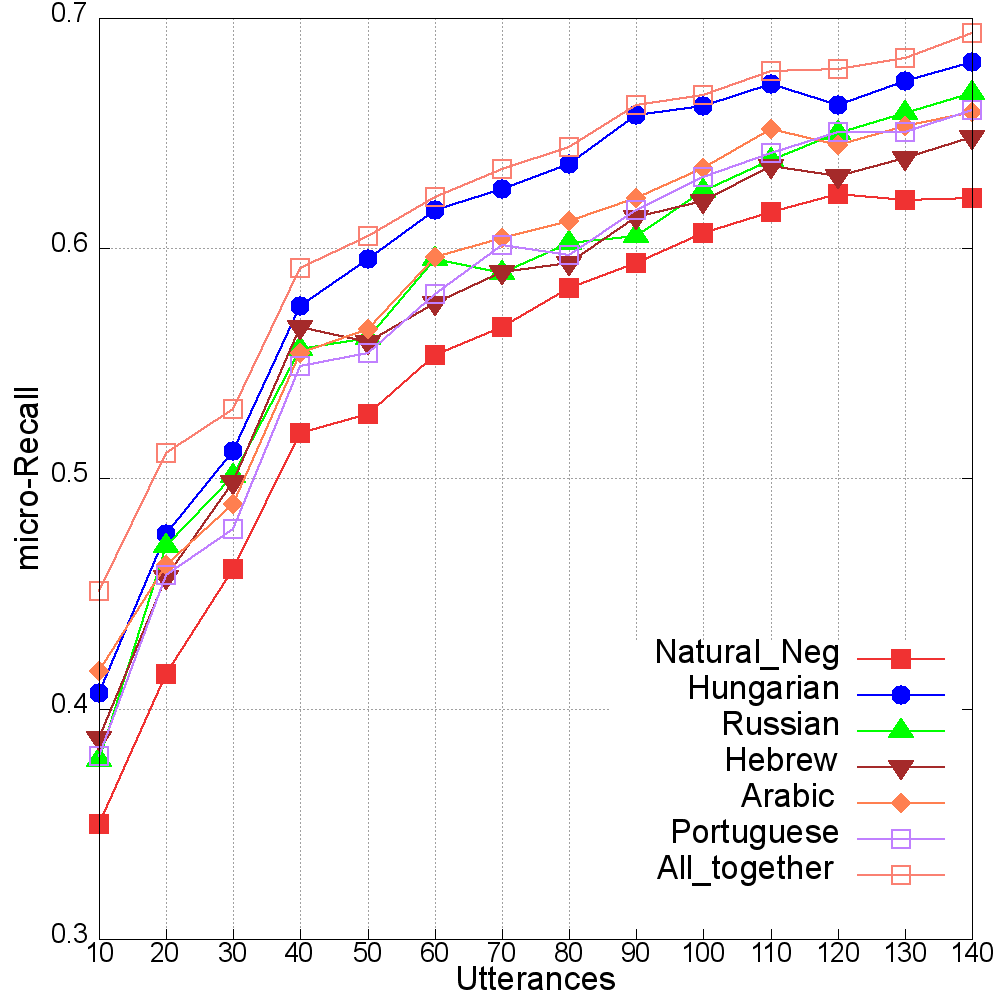 0.7
0.6
0.5
0.4
0.3
micro-Recall
Natural_Neg
Hungarian
Russian
Hebrew
Arabic
Portuguese
All_together
10 20 30 40 50 60 70 80 90 100 110 120 130 140
Utterances